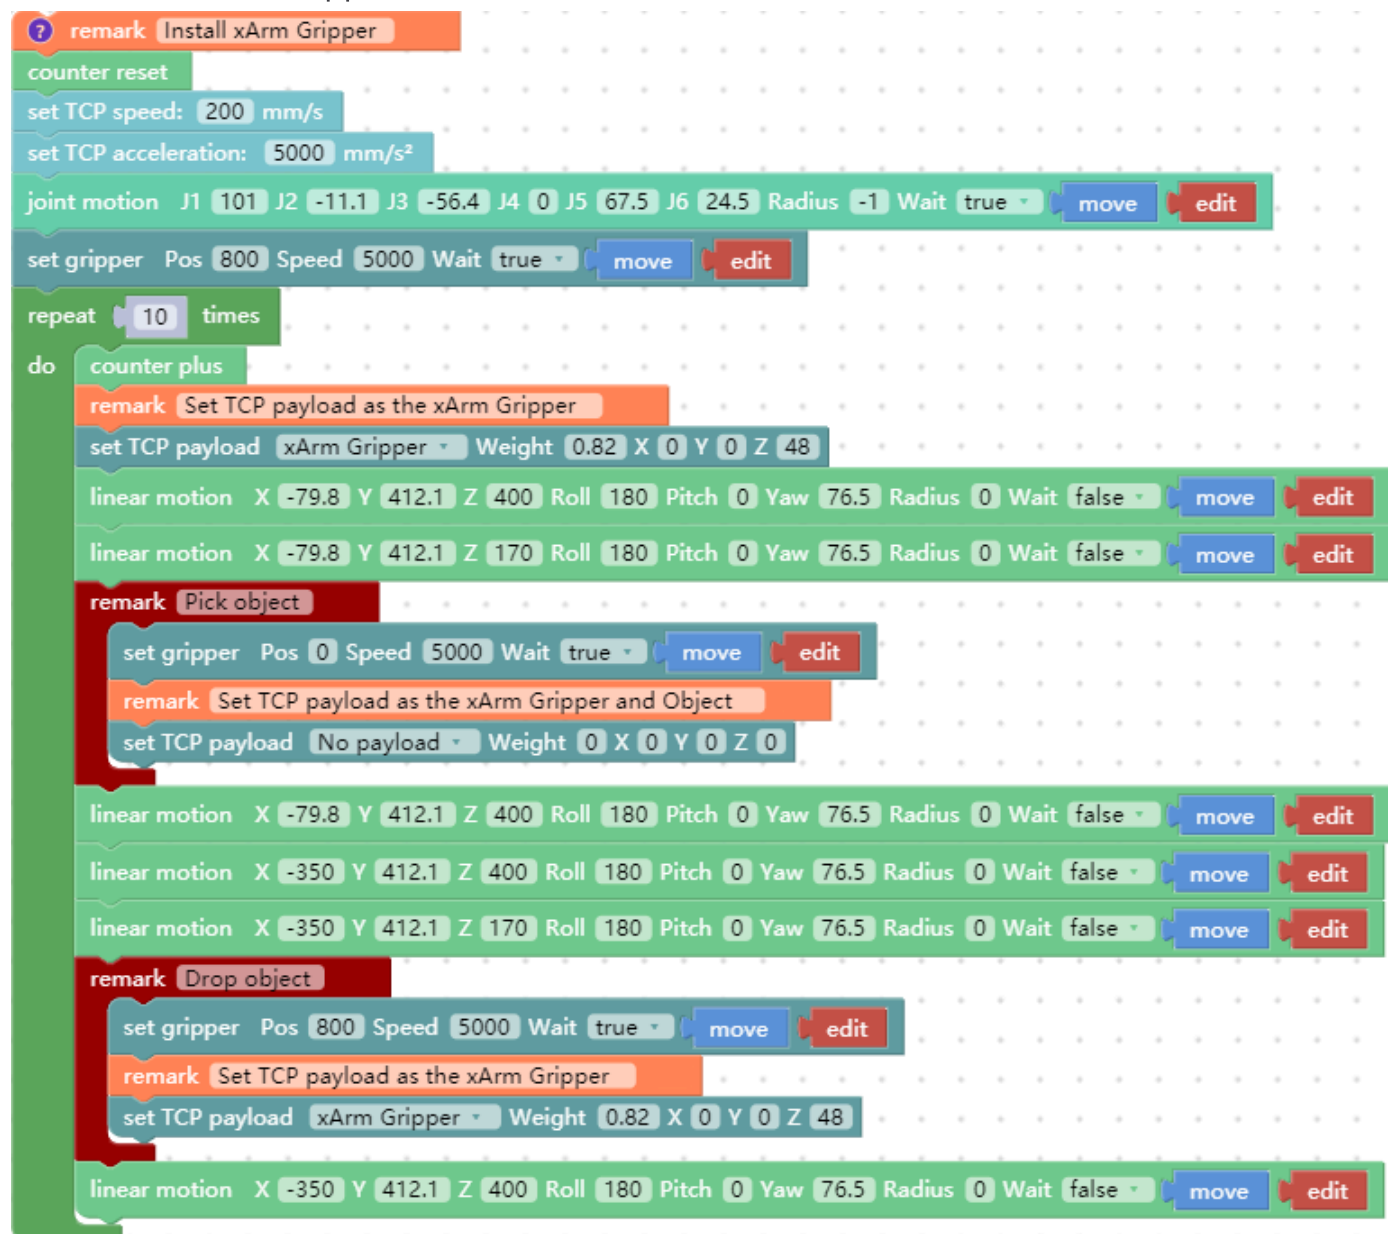 ? remark Install xArm Gripper
counter reset
set TCP speed: 200 mm/s
set TCP acceleration: 5000 mm/s²
joint motion J1 101 J2 -11.1 J3 -56.4 J4 0 J5 67.5 J6 24.5 Radius -1 Wait true move edit
set gripper Pos 800 Speed 5000 Wait true move edit
repeat 10 times
do counter plus
remark Set TCP payload as the xArm Gripper
set TCP payload xArm Gripper Weight 0.82 X 0 Y 0 Z 48
linear motion X -79.8 Y 412.1 Z 400 Roll 180 Pitch 0 Yaw 76.5 Radius 0 Wait false move edit
linear motion X -79.8 Y 412.1 Z 170 Roll 180 Pitch 0 Yaw 76.5 Radius 0 Wait false move edit
remark Pick object
set gripper Pos 0 Speed 5000 Wait true move edit
remark Set TCP payload as the xArm Gripper and Object
set TCP payload No payload Weight 0 X 0 Y 0 Z 0
linear motion X -79.8 Y 412.1 Z 400 Roll 180 Pitch 0 Yaw 76.5 Radius 0 Wait false move edit
linear motion X -350 Y 412.1 Z 400 Roll 180 Pitch 0 Yaw 76.5 Radius 0 Wait false move edit
linear motion X -350 Y 412.1 Z 170 Roll 180 Pitch 0 Yaw 76.5 Radius 0 Wait false move edit
remark Drop object
set gripper Pos 800 Speed 5000 Wait true move edit
remark Set TCP payload as the xArm Gripper
set TCP payload xArm Gripper Weight 0.82 X 0 Y 0 Z 48
linear motion X -350 Y 412.1 Z 400 Roll 180 Pitch 0 Yaw 76.5 Radius 0 Wait false move edit